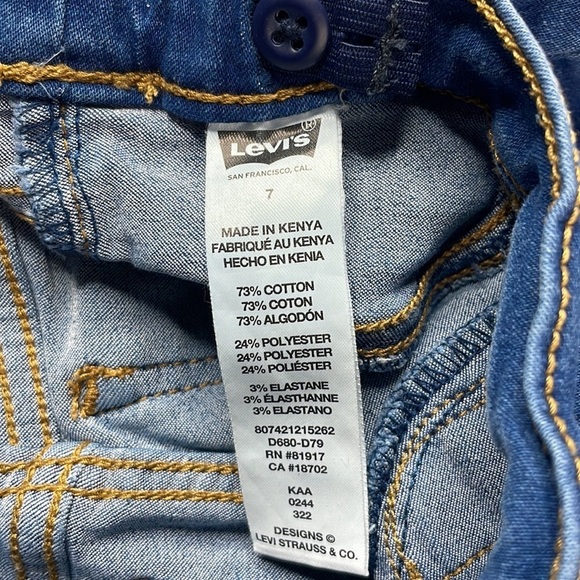 LEVI'S®
SAN FRANCISCO, CAL.
7
MADE IN KENYA
FABRIQUÉ AU KENYA
HECHO EN KENIA
73% COTTON
73% COTON
73% ALGODÓN
24% POLYESTER
24% POLYESTER
24% POLIÉSTER
3% ELASTANE
3% ÉLASTHANNE
3% ELASTANO
807421215262
D680-D79
RN #81917
CA #18702
KAA
0244
322
DESIGNS ©
LEVI STRAUSS & CO.